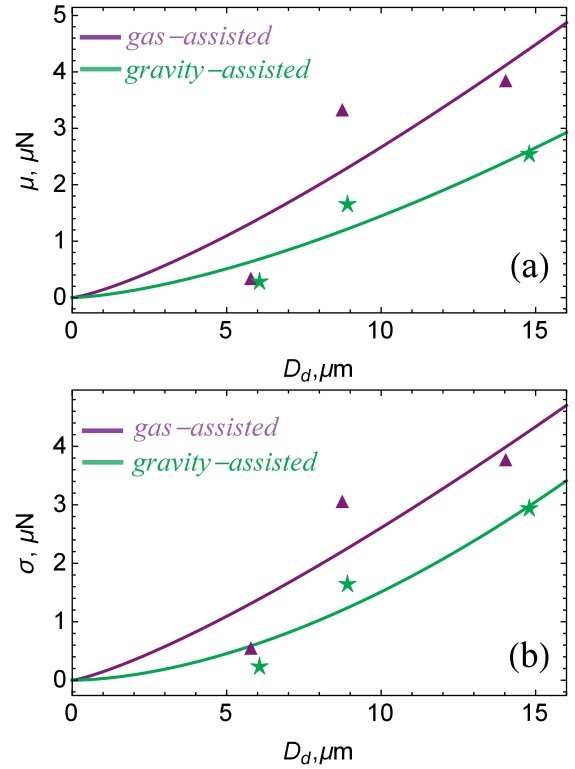 gas–assisted
gravity–assisted
5
4
3
2
1
0
μ, μN
(a)
0
5
10
15
D_d,μm
gas–assisted
gravity–assisted
4
3
2
1
0
σ, μN
(b)
0
5
10
15
D_d,μm